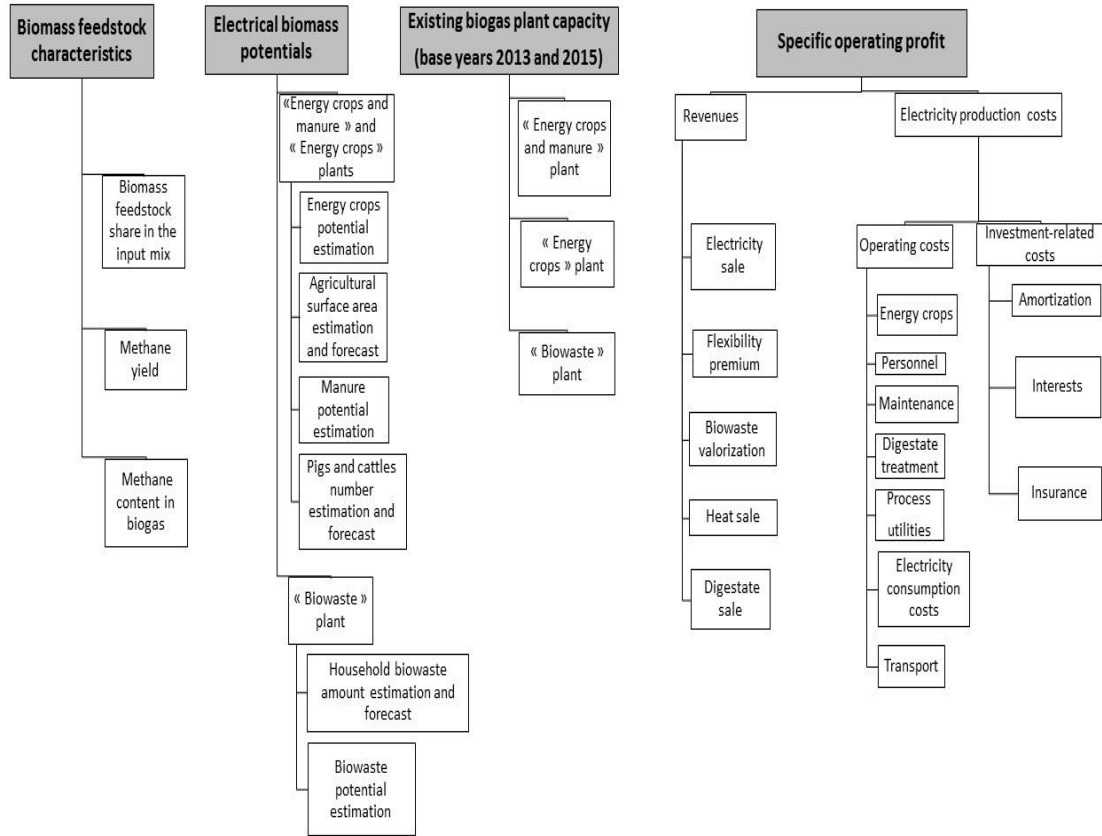 Biomass feedstock
characteristics
Electrical biomass
potentials
Existing biogas plant capacity
(base years 2013 and 2015)
Specific operating profit
Biomass
feedstock
share in the
input mix
Methane
yield
Methane
content in
biogas
«Energy crops and
manure » and
« Energy crops »
plants
Energy crops
potential
estimation
Agricultural
surface area
estimation
and forecast
Manure
potential
estimation
Pigs and cattles
number
estimation and
forecast
« Biowaste »
plant
Household biowaste
amount estimation and
forecast
Biowaste
potential
estimation
« Energy crops
and manure »
plant
« Energy
crops » plant
« Biowaste »
plant
Revenues
Electricity
sale
Flexibility
premium
Biowaste
valorization
Heat sale
Digestate
sale
Electricity production costs
Operating costs
Energy crops
Personnel
Maintenance
Digestate
treatment
Process
utilities
Electricity
consumption
costs
Transport
Investment-related
costs
Amortization
Interests
Insurance